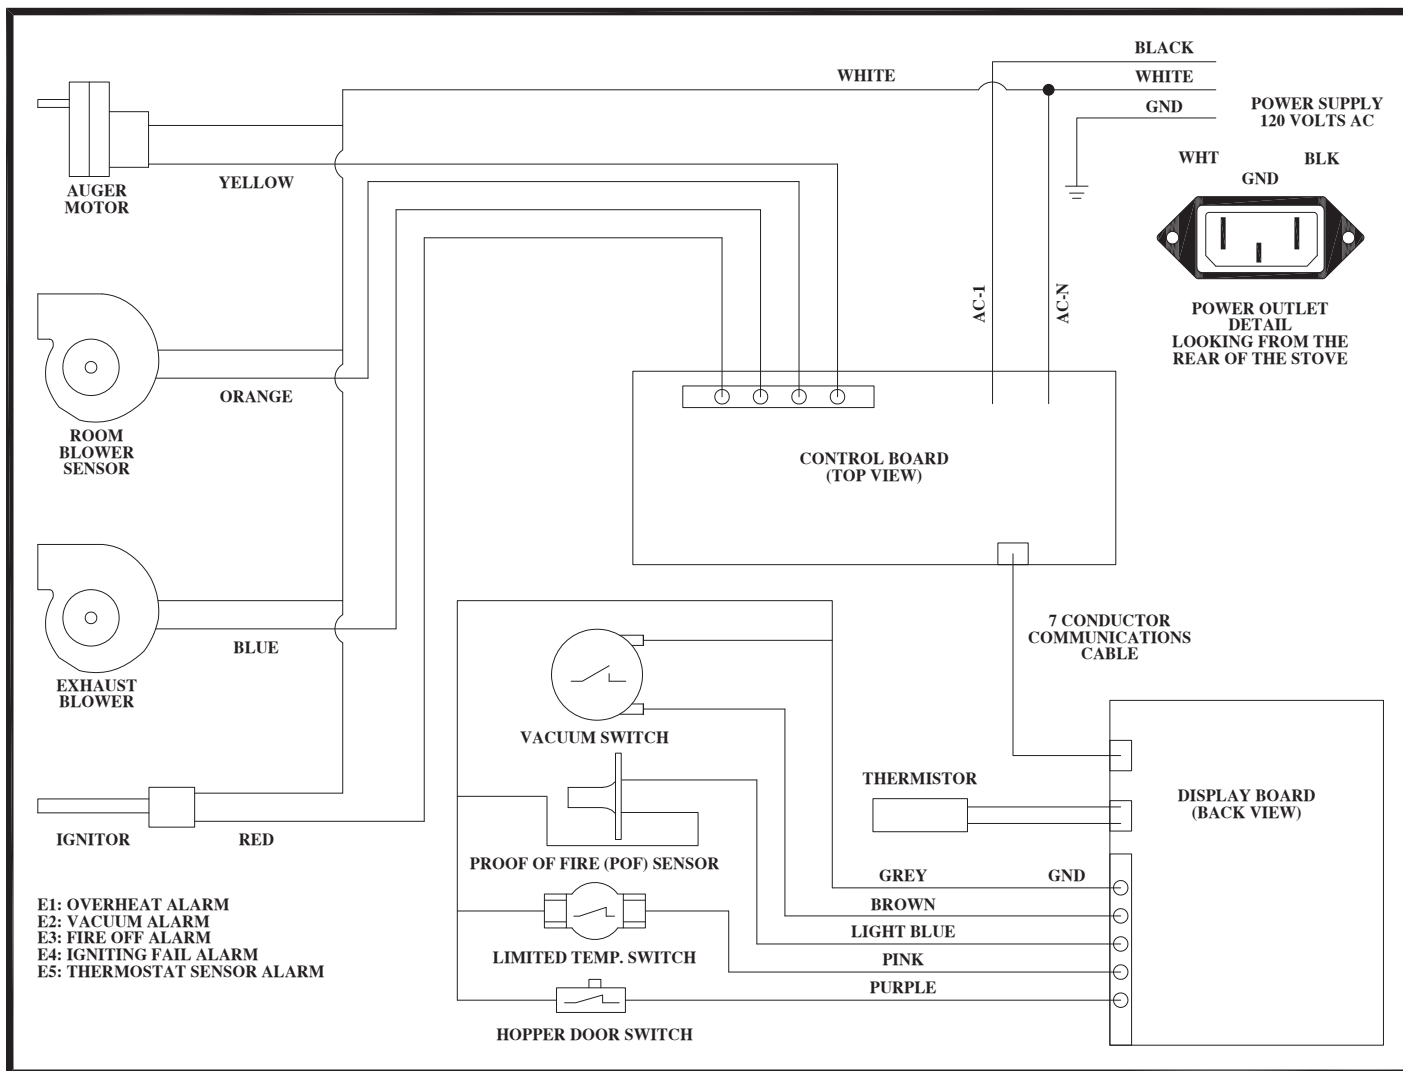 BLACK
WHITE
WHITE
GND
POWER SUPPLY
120 VOLTS AC
WHT
BLK
GND
AUGER
MOTOR
YELLOW
AC-1
AC-N
POWER OUTLET
DETAIL
LOOKING FROM THE
REAR OF THE STOVE
ORANGE
ROOM
BLOWER
SENSOR
CONTROL BOARD
(TOP VIEW)
BLUE
EXHAUST
BLOWER
7 CONDUCTOR
COMMUNICATIONS
CABLE
VACUUM SWITCH
THERMISTOR
DISPLAY BOARD
(BACK VIEW)
IGNITOR
RED
PROOF OF FIRE (POF) SENSOR
GREY
GND
BROWN
LIGHT BLUE
LIMITED TEMP. SWITCH
PINK
PURPLE
HOPPER DOOR SWITCH
E1: OVERHEAT ALARM
E2: VACUUM ALARM
E3: FIRE OFF ALARM
E4: IGNITING FAIL ALARM
E5: THERMOSTAT SENSOR ALARM